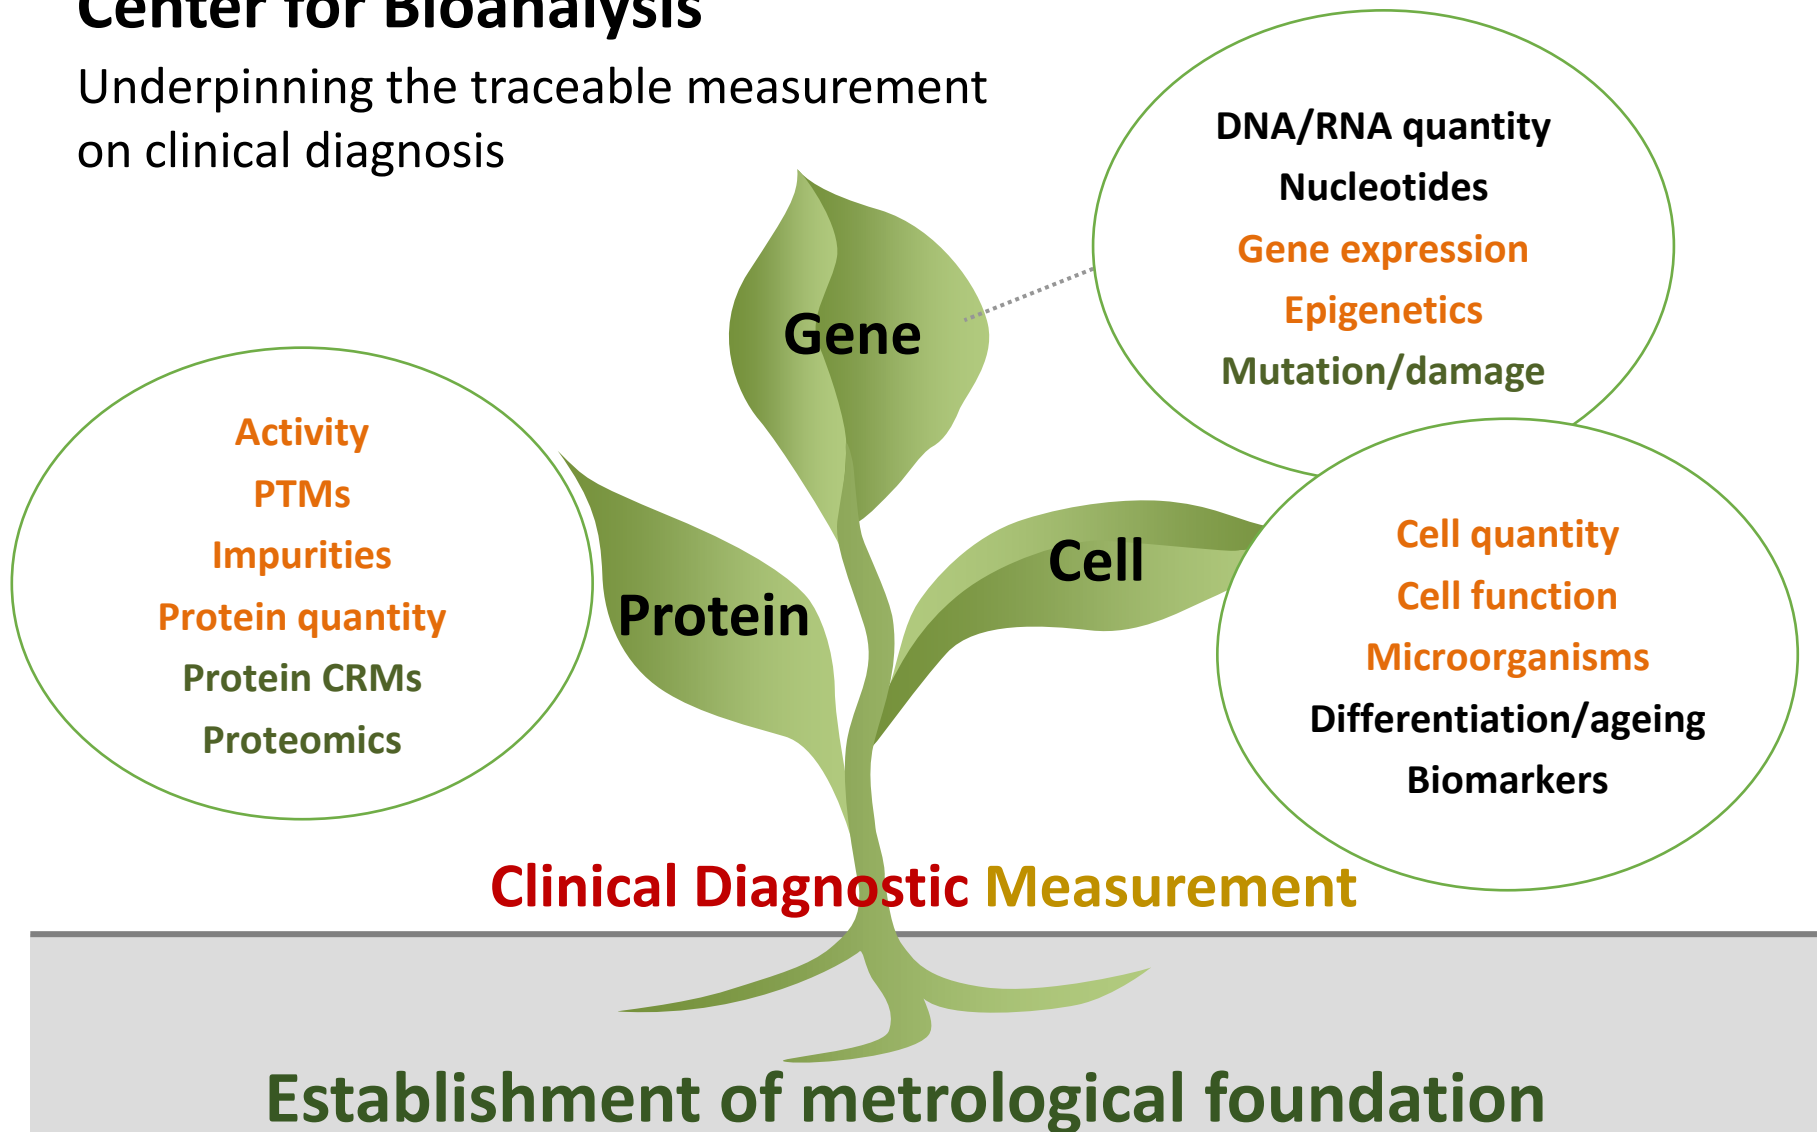 Center for Bioanalysis
Underpinning the traceable measurement
on clinical diagnosis
DNA/RNA quantity
Nucleotides
Gene expression
Epigenetics
Mutation/damage
Gene
Activity
PTMs
Impurities
Protein quantity
Protein CRMs
Proteomics
Protein
Cell
Cell quantity
Cell function
Microorganisms
Differentiation/ageing
Biomarkers
Clinical Diagnostic Measurement
Establishment of metrological foundation